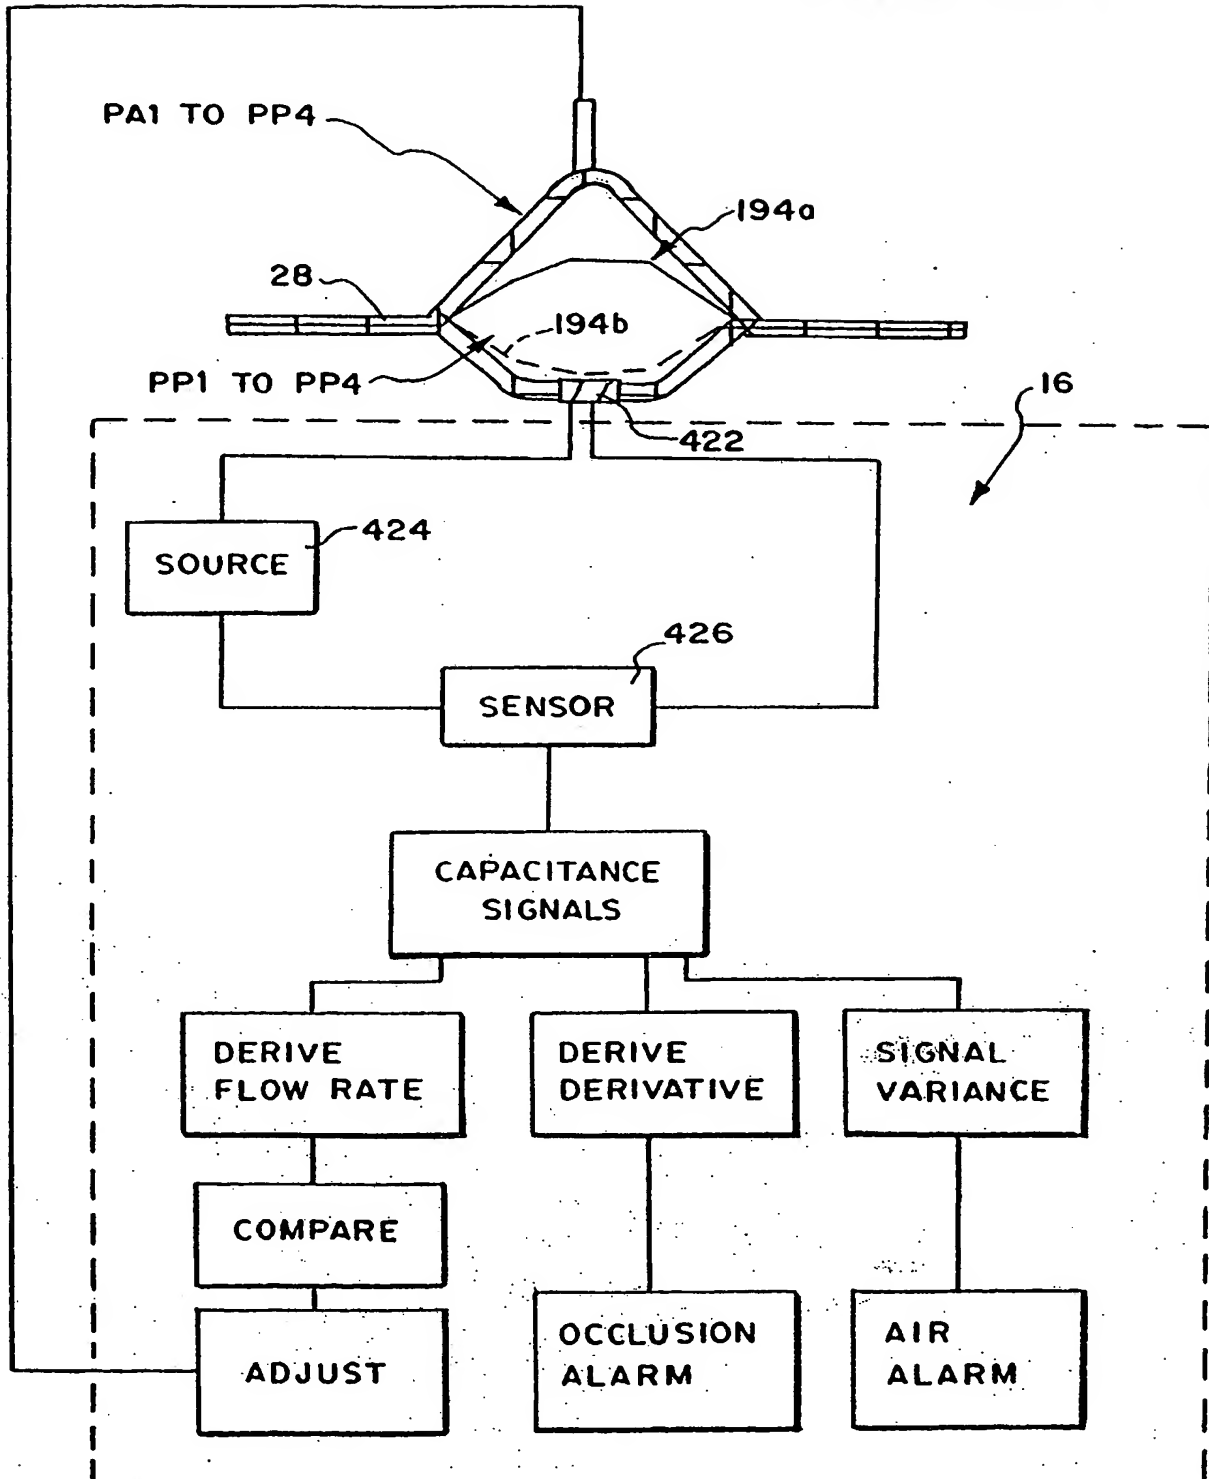 PA1 TO PP4
194a
28
194b
PP1 TO PP4
16
422
SOURCE
424
426
SENSOR
CAPACITANCE
SIGNALS
DERIVE
FLOW RATE
DERIVE
DERIVATIVE
SIGNAL
VARIANCE
COMPARE
ADJUST
OCCLUSION
ALARM
AIR
ALARM